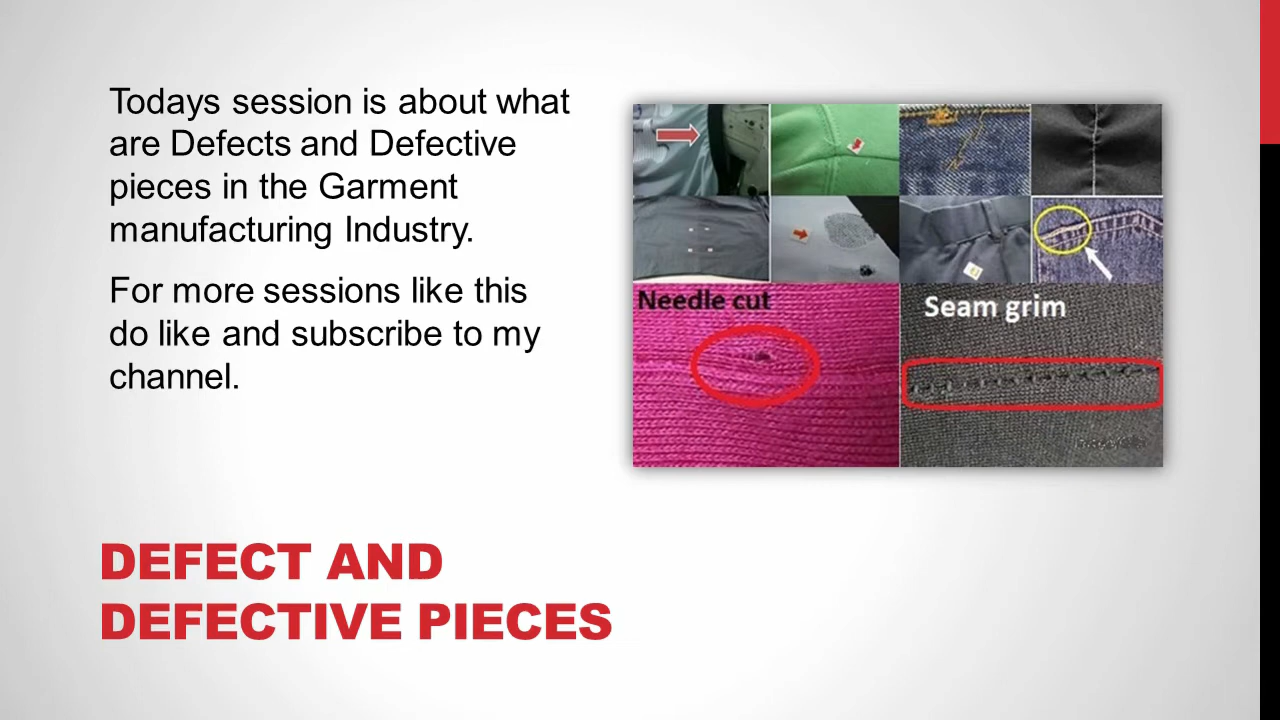 Todays session is about what
are Defects and Defective
pieces in the Garment
manufacturing Industry.
For more sessions like this
do like and subscribe to my
channel.
Needle cut
Seam grim
DEFECT AND
DEFECTIVE PIECES